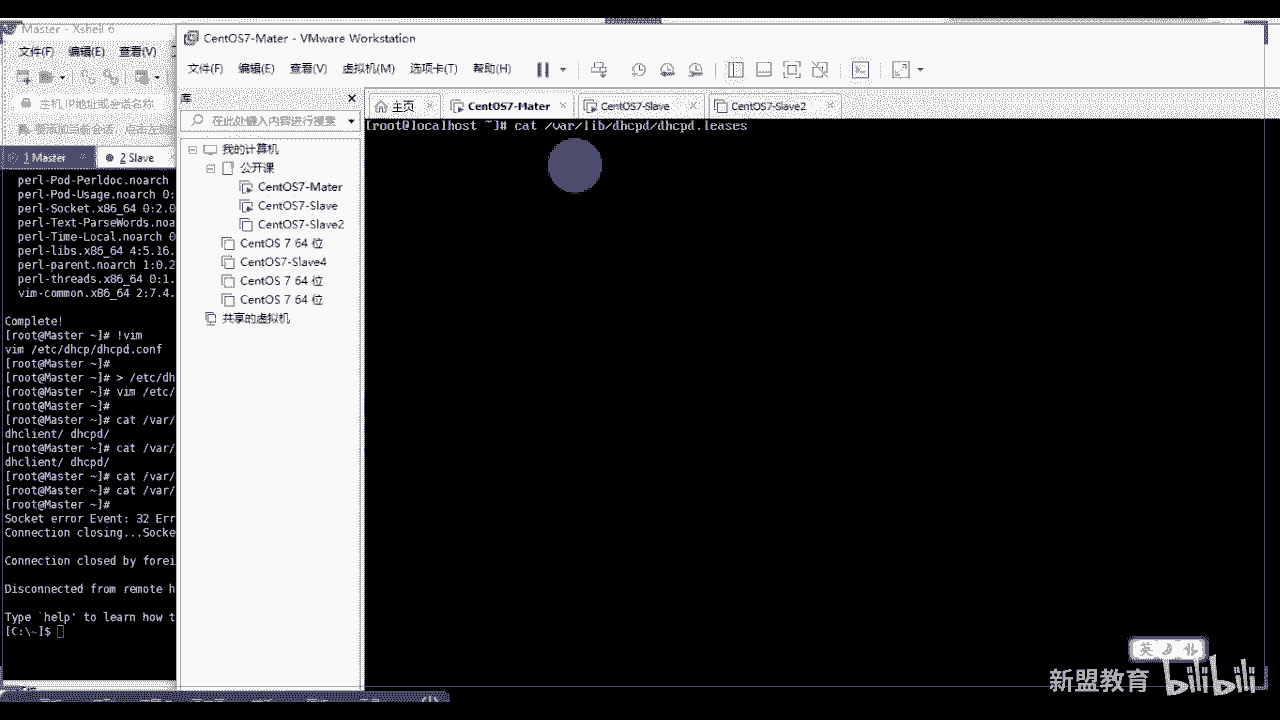 Master - Xshell 6
CentOS7-Mater - VMware Workstation
文件(F) 编辑(E) 查看(V)
文件(F) 编辑(E) 查看(V) 虚拟机(M) 选项卡(T) 帮助(H)
主机,IP地址或会话名称
库
在此处键入内容进行搜索
主页 CentOS7-Mater CentOS7-Slave CentOS7-Slave2
1 Master 2 Slave
我的计算机
公开课
CentOS7-Mater
CentOS7-Slave
CentOS7-Slave2
CentOS 7 64 位
CentOS7-Slave4
CentOS 7 64 位
CentOS 7 64 位
共享的虚拟机
[root@localhost ~]# cat /var/lib/dhcpd/dhcpd.leases
perl-Pod-Perldoc.noarch
perl-Pod-Usage.noarch 0:
perl-Socket.x86_64 0:2.0
perl-Text-ParseWords.noa
perl-Time-Local.noarch 0
perl-libs.x86_64 4:5.16.
perl-parent.noarch 1:0.2
perl-threads.x86_64 0:1.
vim-common.x86_64 2:7.4.
Complete!
[root@Master ~]# !vim
vim /etc/dhcp/dhcpd.conf
[root@Master ~]#
[root@Master ~]# > /etc/dh
[root@Master ~]# vim /etc/
[root@Master ~]#
[root@Master ~]# cat /var/
dhclient/ dhcpd/
[root@Master ~]# cat /var/
dhclient/ dhcpd/
[root@Master ~]# cat /var/
[root@Master ~]# cat /var/
[root@Master ~]#
Socket error Event: 32 Err
Connection closing...Socke
Connection closed by forei
Disconnected from remote h
Type `help' to learn how t
[C:\~]$
英
新盟教育 bilibili